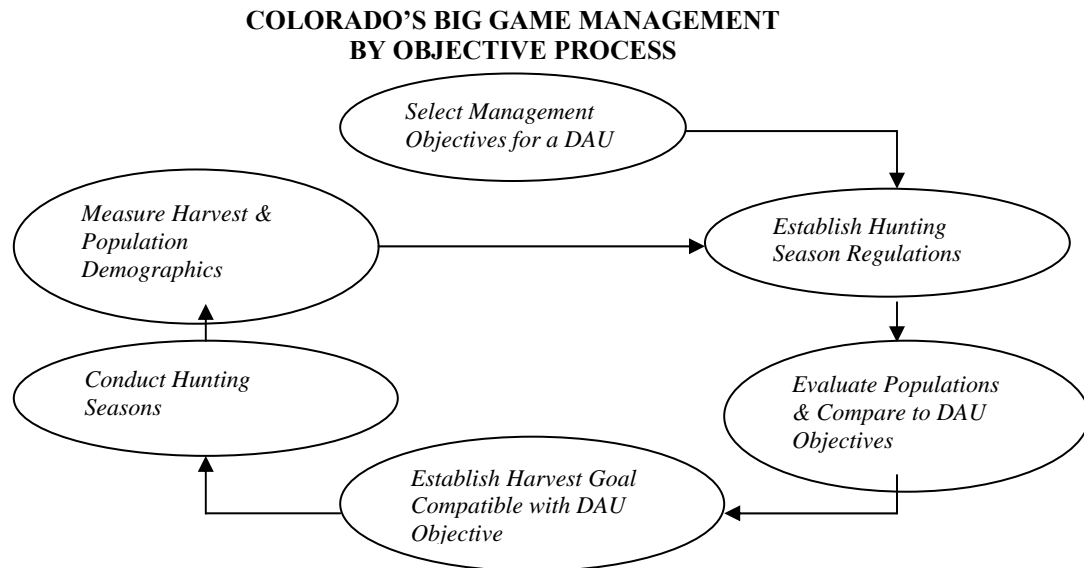 COLORADO'S BIG GAME MANAGEMENT
BY OBJECTIVE PROCESS
Select Management
Objectives for a DAU
Measure Harvest &
Population
Demographics
Establish Hunting
Season Regulations
Conduct Hunting
Seasons
Evaluate Populations
& Compare to DAU
Objectives
Establish Harvest Goal
Compatible with DAU
Objective